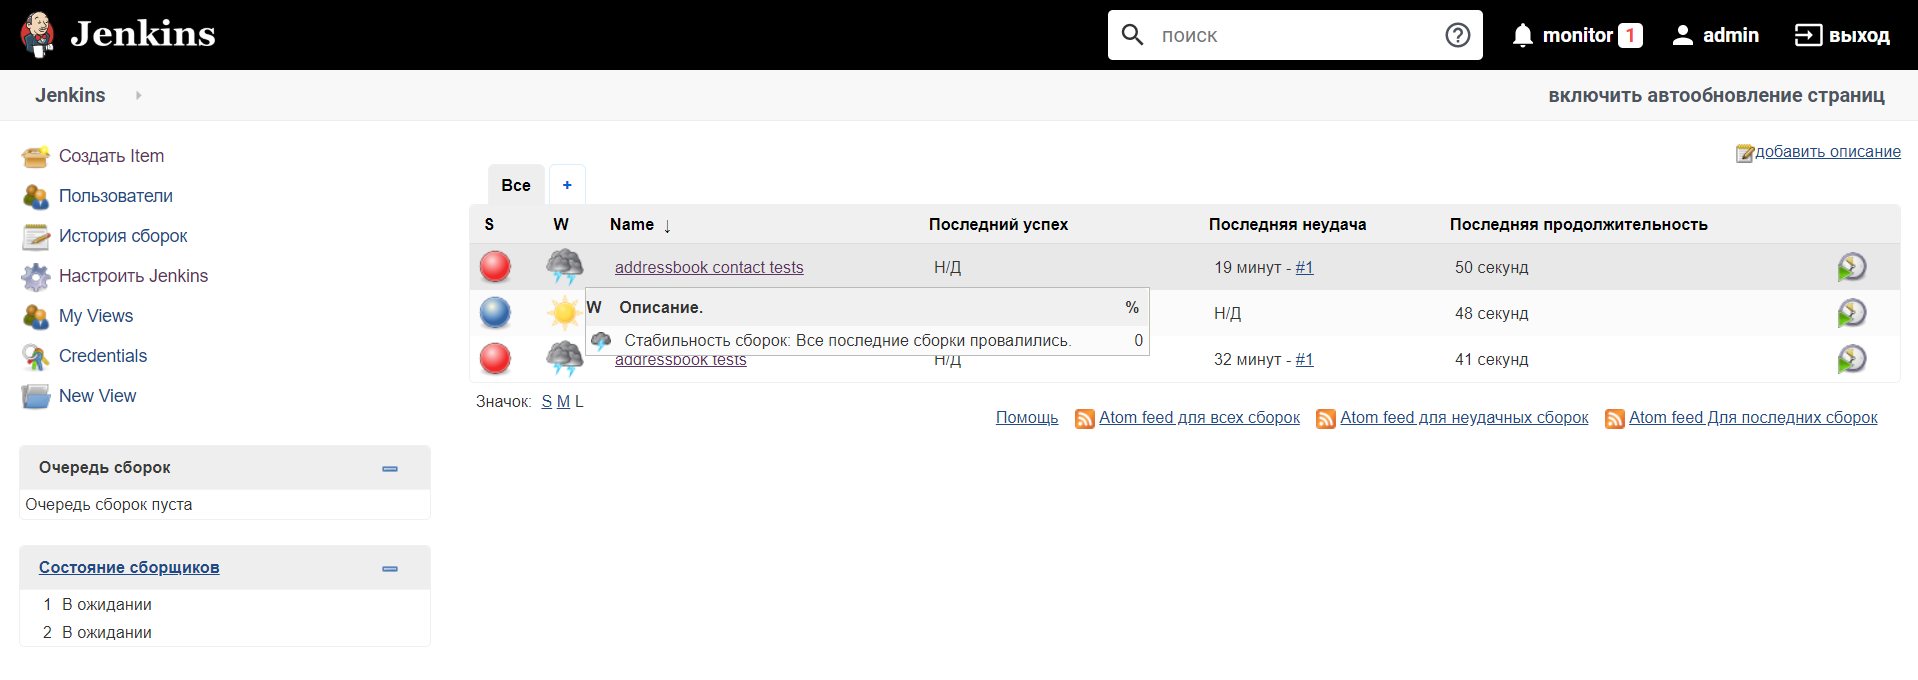 Jenkins
поиск
monitor 1
admin
выход
Jenkins
включить автообновление страниц
Создать Item
Пользователи
История сборок
Настроить Jenkins
My Views
Credentials
New View
Очередь сборок
Очередь сборок пуста
Состояние сборщиков
1 В ожидании
2 В ожидании
добавить описание
Все +
S W Name ↓ Последний успех Последняя неудача Последняя продолжительность
addressbook contact tests Н/Д 19 минут - #1 50 секунд
W Описание. %
Н/Д 48 секунд
Стабильность сборок: Все последние сборки провалились. 0
addressbook tests Н/Д 32 минут - #1 41 секунд
Значок: S M L
Помощь Atom feed для всех сборок Atom feed для неудачных сборок Atom feed Для последних сборок